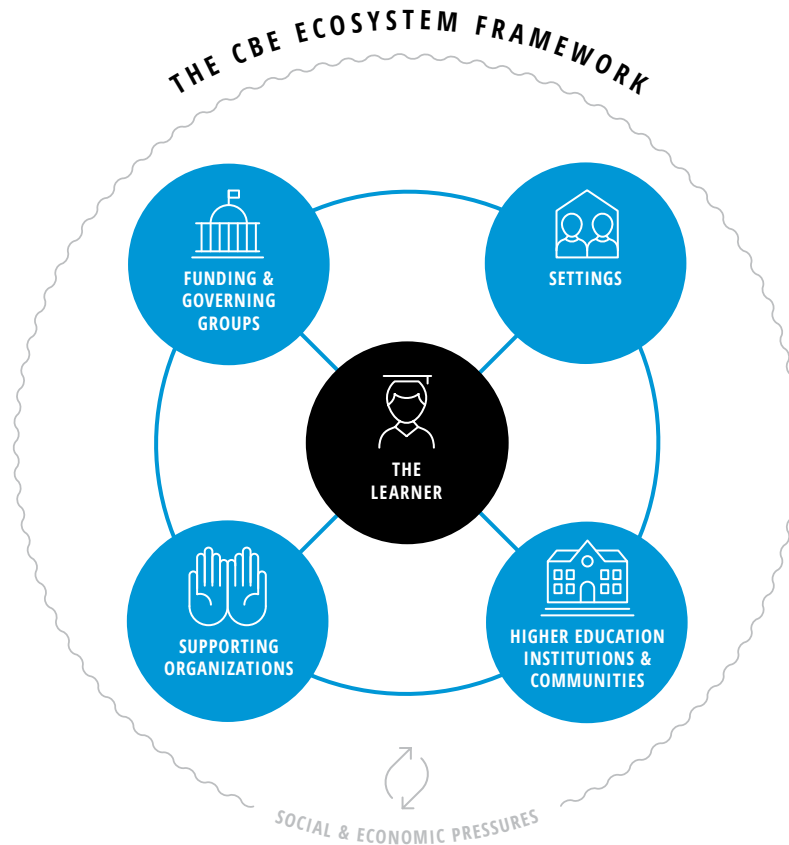 THE CBE ECOSYSTEM FRAMEWORK
FUNDING &
GOVERNING
GROUPS
SETTINGS
THE
LEARNER
SUPPORTING
ORGANIZATIONS
HIGHER EDUCATION
INSTITUTIONS &
COMMUNITIES
SOCIAL & ECONOMIC PRESSURES